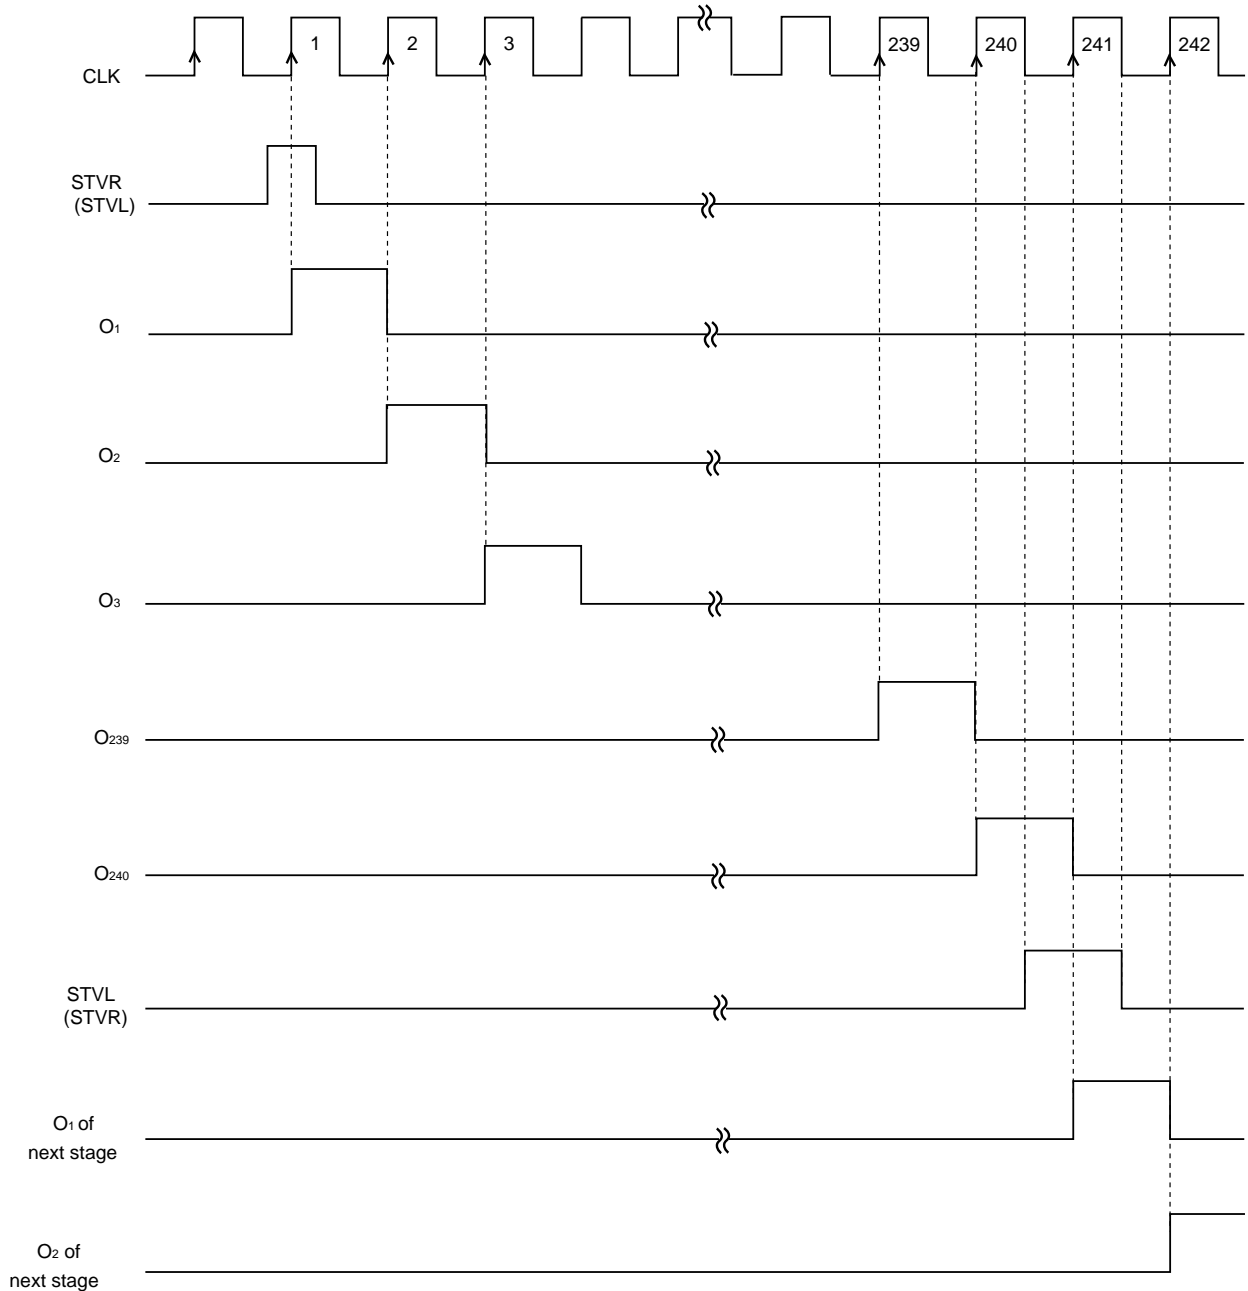 1 2 3 239 240 241 242
CLK
STVR
(STVL)
O1
O2
O3
O239
O240
STVL
(STVR)
O1 of
next stage
O2 of
next stage